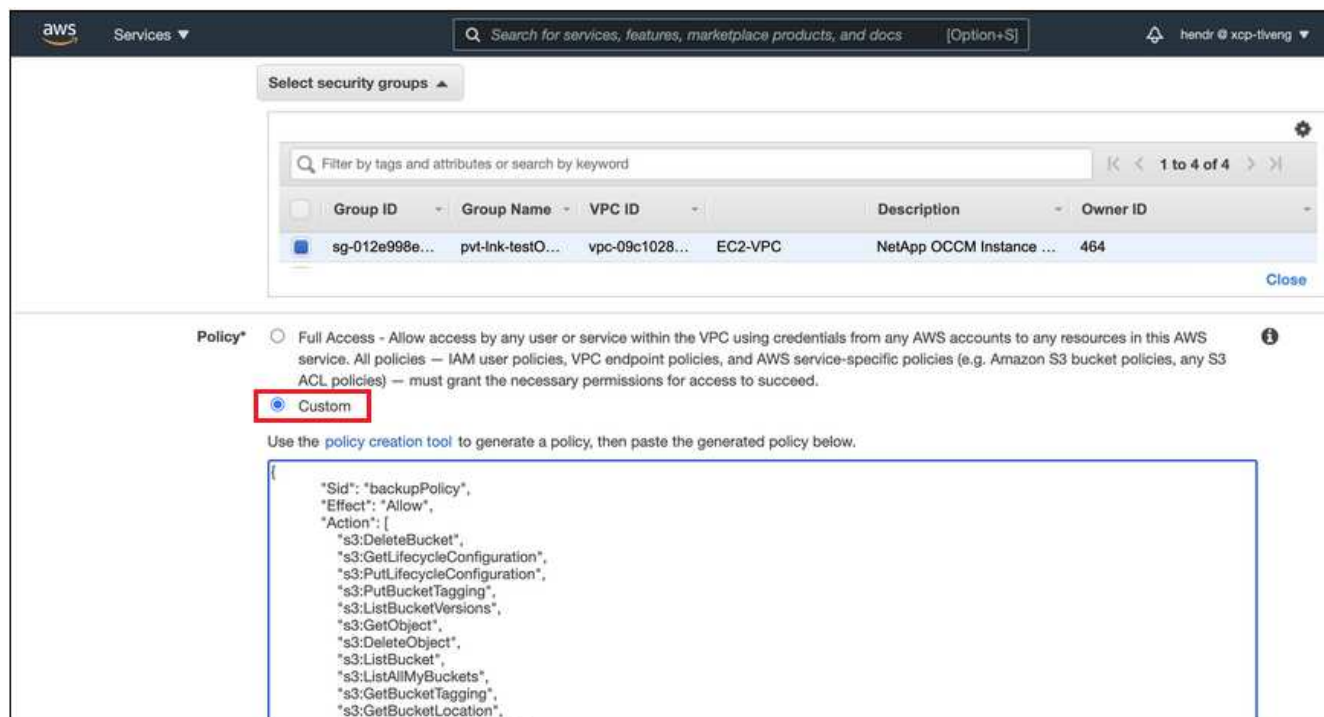 aws Services Search for services, features, marketplace products, and docs [Option+S] hendr @ xcp-tlveng
Select security groups
Filter by tags and attributes or search by keyword 1 to 4 of 4
Group ID Group Name VPC ID Description Owner ID
sg-012e998e... pvt-lnk-testO... vpc-09c1028... EC2-VPC NetApp OCCM Instance ... 464
Close
Policy* Full Access - Allow access by any user or service within the VPC using credentials from any AWS accounts to any resources in this AWS
service. All policies — IAM user policies, VPC endpoint policies, and AWS service-specific policies (e.g. Amazon S3 bucket policies, any S3
ACL policies) — must grant the necessary permissions for access to succeed.
Custom
Use the policy creation tool to generate a policy, then paste the generated policy below.
{
"Sid": "backupPolicy",
"Effect": "Allow",
"Action": [
"s3:DeleteBucket",
"s3:GetLifecycleConfiguration",
"s3:PutLifecycleConfiguration",
"s3:PutBucketTagging",
"s3:ListBucketVersions",
"s3:GetObject",
"s3:DeleteObject",
"s3:ListBucket",
"s3:ListAllMyBuckets",
"s3:GetBucketTagging",
"s3:GetBucketLocation",